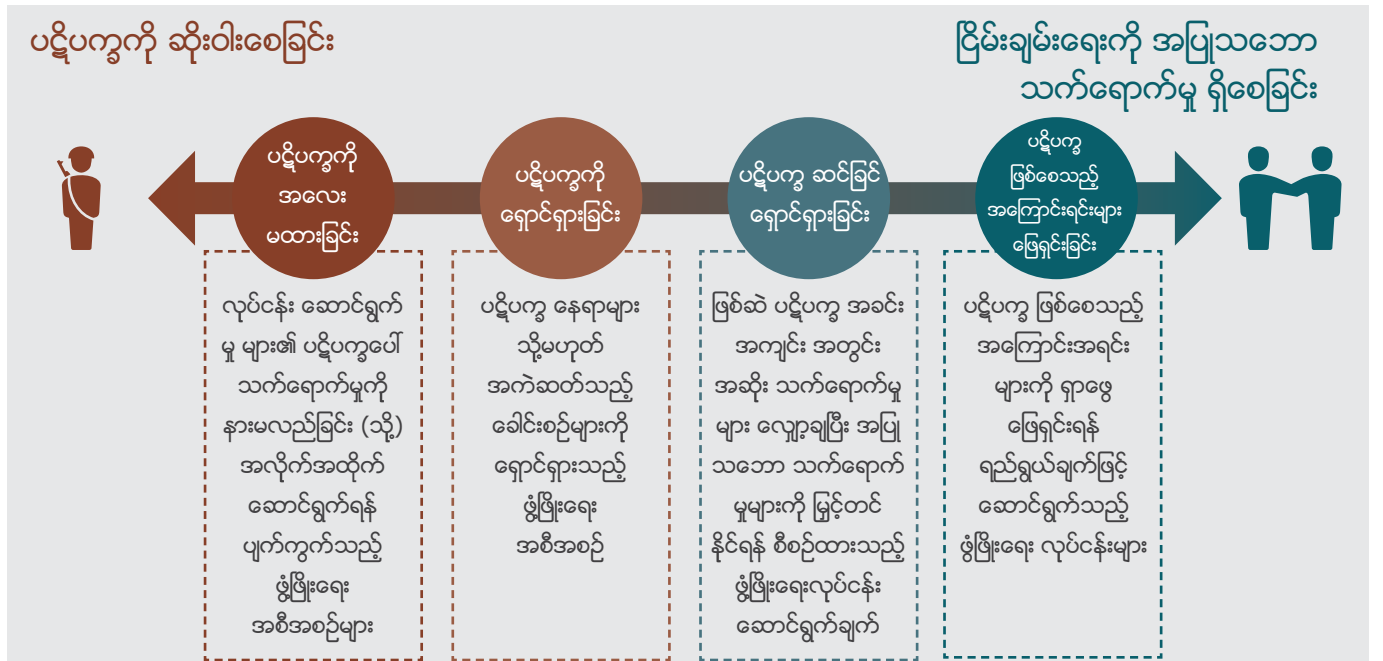 ပဋိပက္ခကို ဆိုးဝါးစေခြင်း
ငြိမ်းချမ်းရေးကို အပြုသဘော
သက်ရောက်မှု ရှိစေခြင်း
ပဋိပက္ခကို
အလေး
မထားခြင်း
ပဋိပက္ခကို
ရှောင်ရှားခြင်း
ပဋိပက္ခ ဆင်ခြင်
ရှောင်ရှားခြင်း
ပဋိပက္ခ
ဖြစ်စေသည့်
အကြောင်းရင်းများ
ဖြေရှင်းခြင်း
လုပ်ငန်း ဆောင်ရွက်
မှု များ၏ ပဋိပက္ခပေါ်
သက်ရောက်မှုကို
နားမလည်ခြင်း (သို့)
အလိုက်အထိုက်
ဆောင်ရွက်ရန်
ပျက်ကွက်သည့်
ဖွံ့ဖြိုးရေး
အစီအစဉ်များ
ပဋိပက္ခ နေရာများ
သို့မဟုတ်
အကဲဆတ်သည့်
ခေါင်းစဉ်များကို
ရှောင်ရှားသည့်
ဖွံ့ဖြိုးရေး
အစီအစဉ်
ဖြစ်ဆဲ ပဋိပက္ခ အခင်း
အကျင်း အတွင်း
အဆိုး သက်ရောက်မှု
များ လျှော့ချပြီး အပြု
သဘော သက်ရောက်
မှုများကို မြှင့်တင်
နိုင်ရန် စီစဉ်ထားသည့်
ဖွံ့ဖြိုးရေးလုပ်ငန်း
ဆောင်ရွက်ချက်
ပဋိပက္ခ ဖြစ်စေသည့်
အကြောင်းအရင်း
များကို ရှာဖွေ
ဖြေရှင်းရန်
ရည်ရွယ်ချက်ဖြင့်
ဆောင်ရွက်သည့်
ဖွံ့ဖြိုးရေး လုပ်ငန်းများ